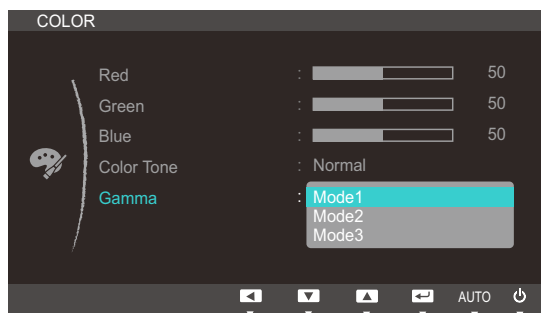 COLOR
Red : 50
Green : 50
Blue : 50
Color Tone : Normal
Gamma : Mode1
Mode2
Mode3
AUTO